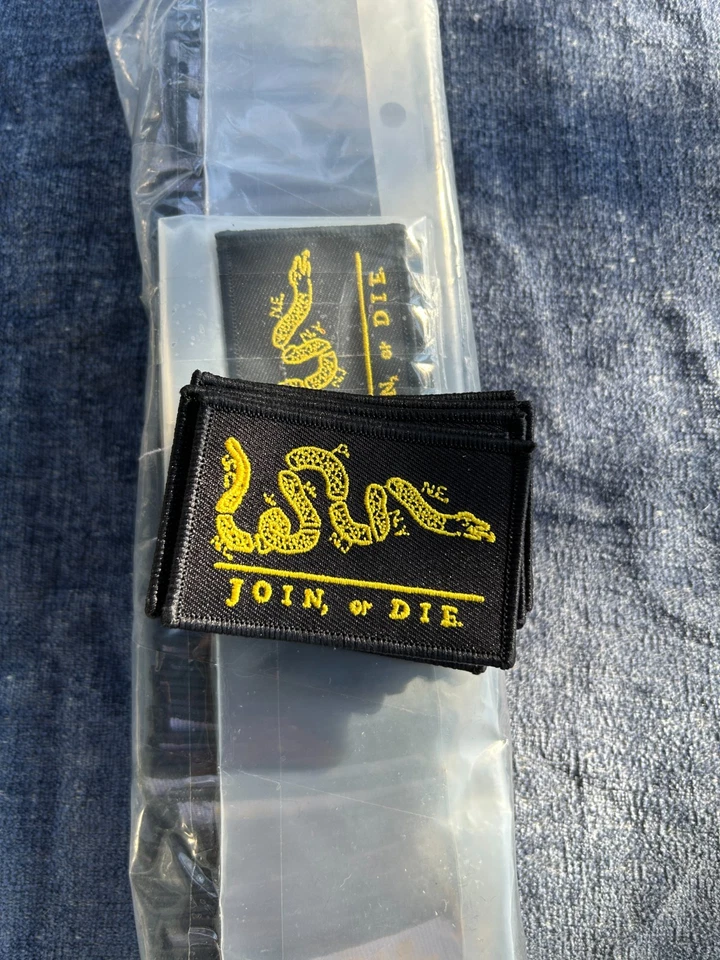 N.E.
N.Y
N.J
N, or DIE.
P.
N.E.
N.Y
JOIN, or DIE.